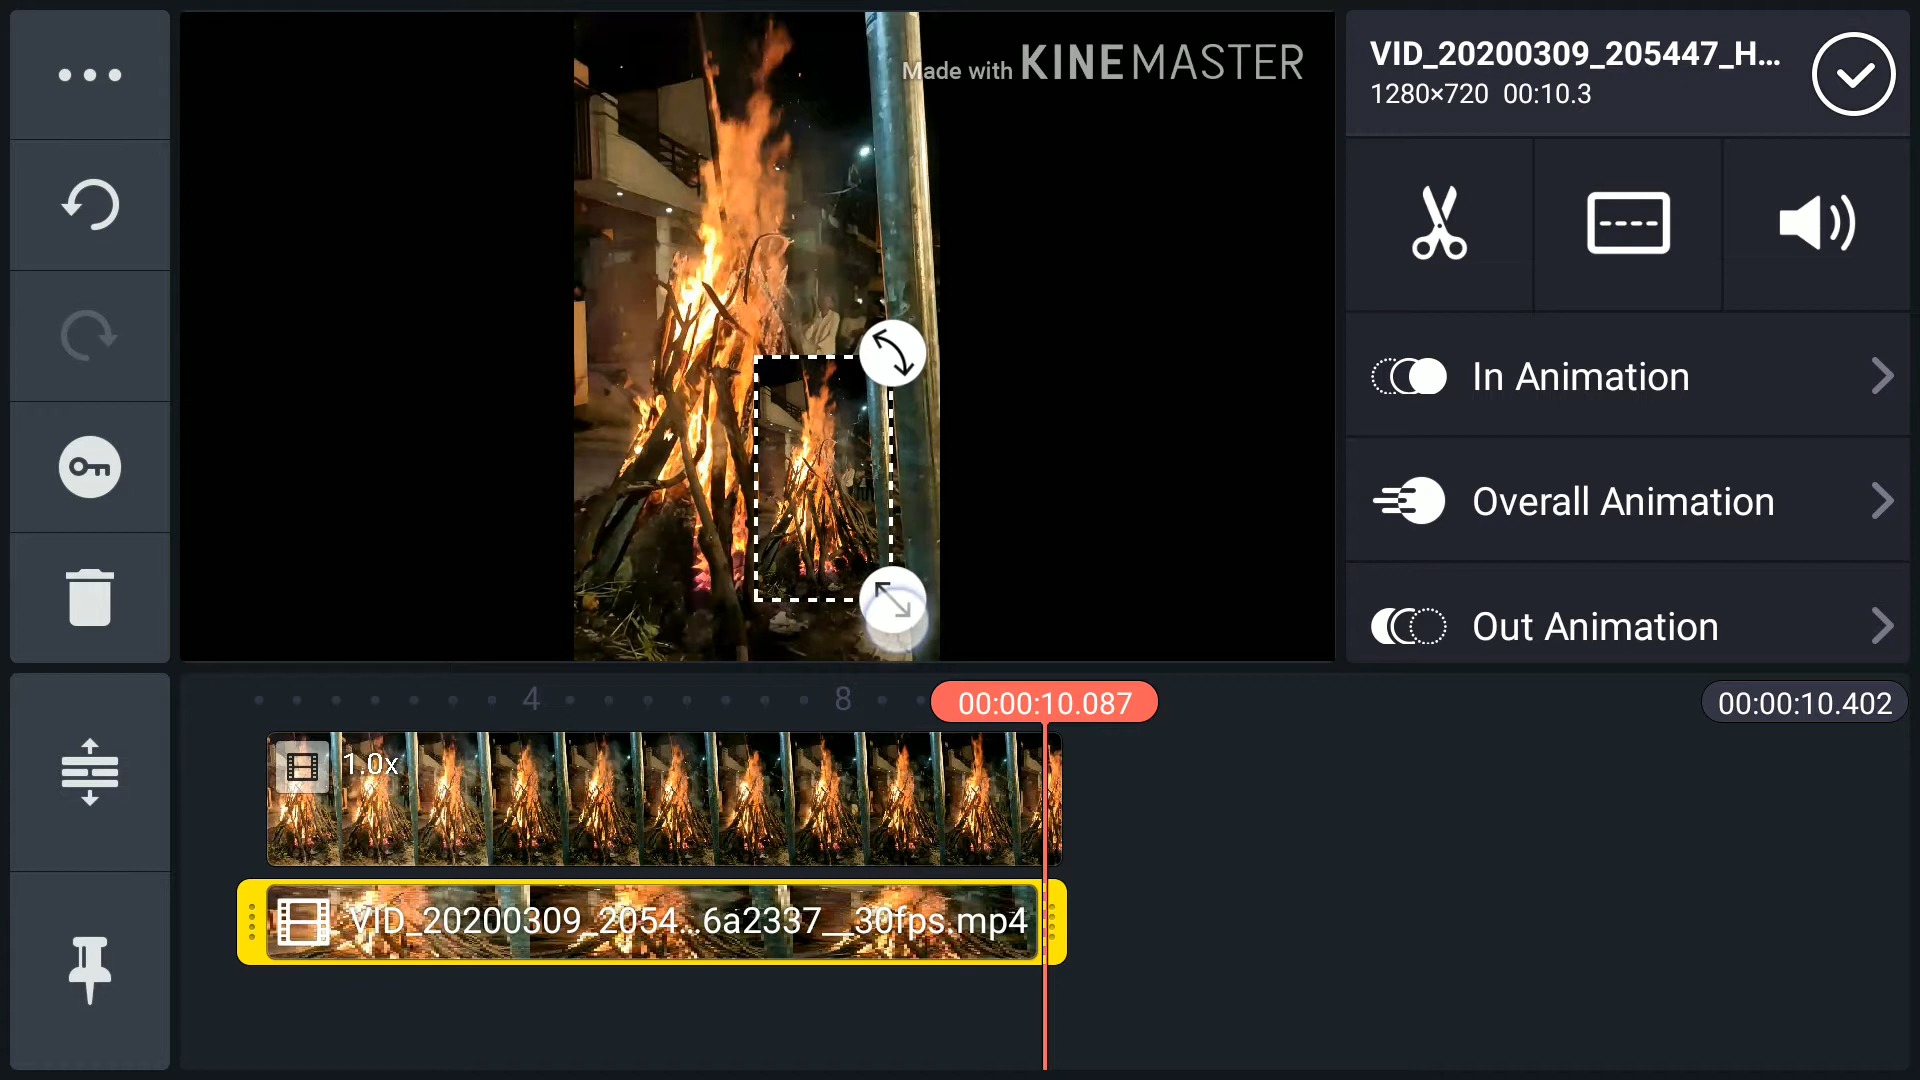 Made with KINEMASTER
VID_20200309_205447_H...
1280×720 00:10.3
In Animation
Overall Animation
Out Animation
4
8
00:00:10.087
00:00:10.402
1.0x
VID_20200309_2054...6a2337__30fps.mp4